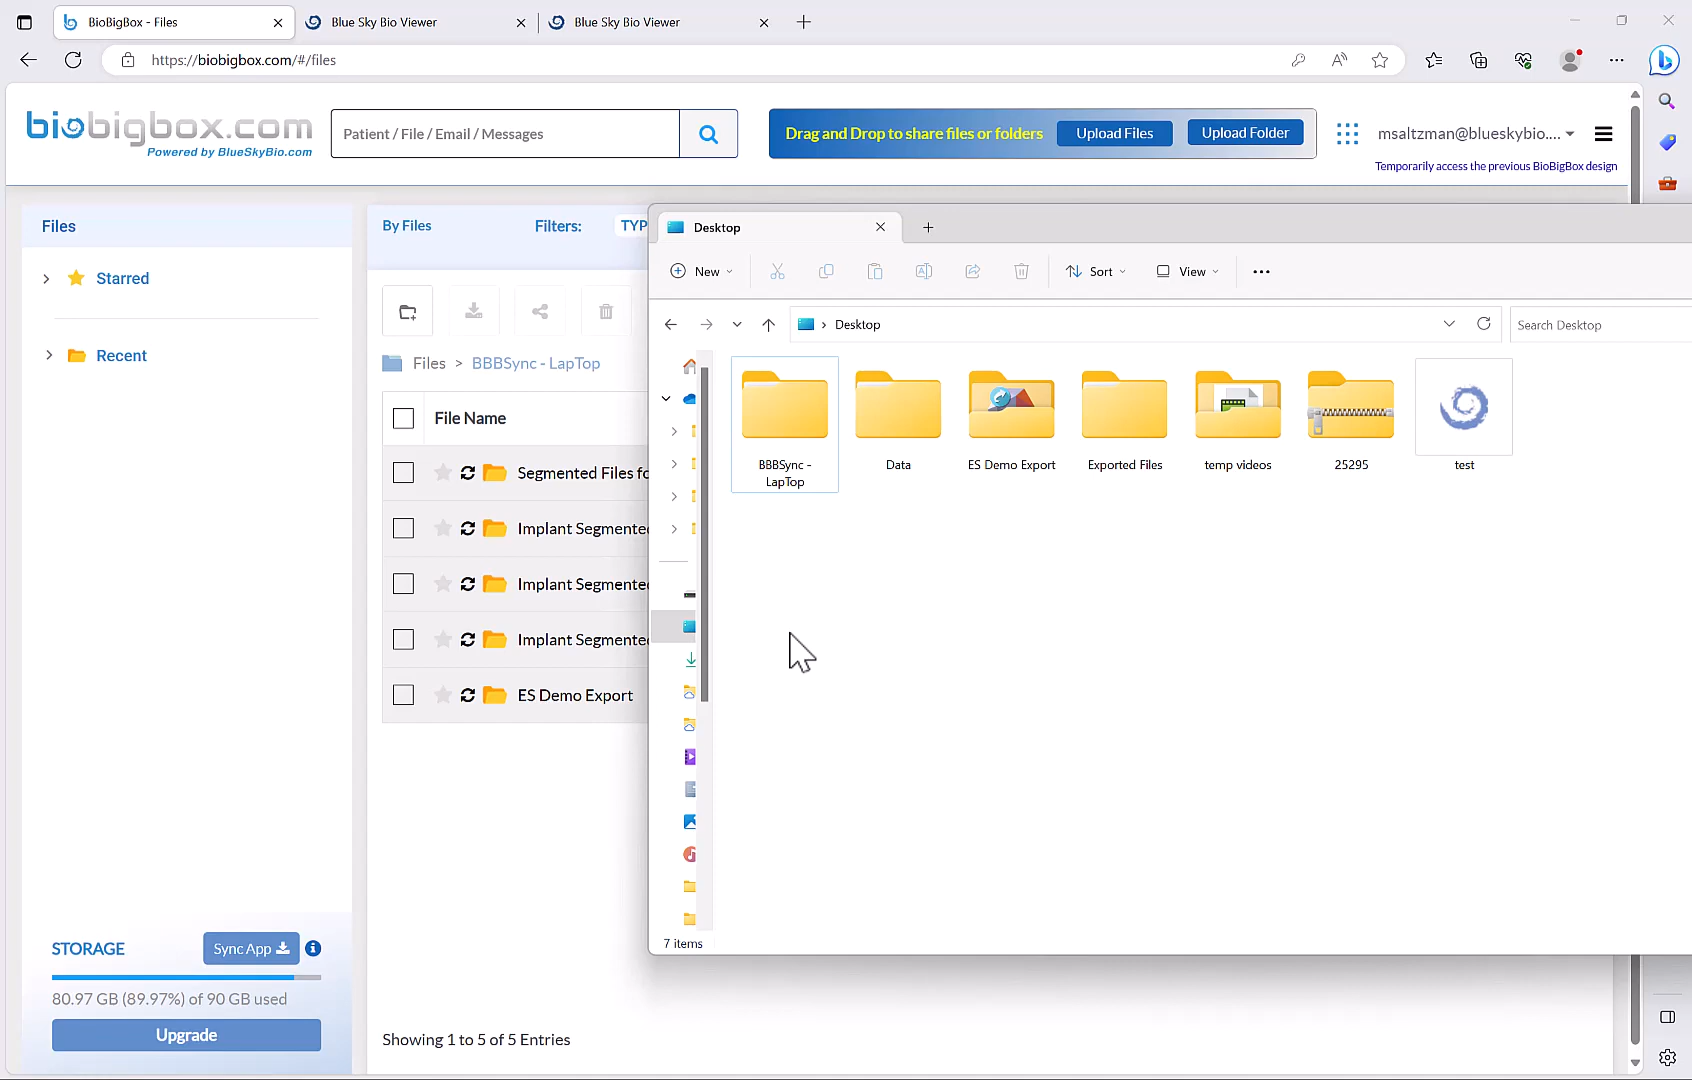 BioBigBox - Files
Blue Sky Bio Viewer
Blue Sky Bio Viewer
https://biobigbox.com/#/files
biobigbox.com
Powered by BlueSkyBio.com
Patient / File / Email / Messages
Drag and Drop to share files or folders
Upload Files
Upload Folder
msaltzman@blueskybio....
Temporarily access the previous BioBigBox design
Files
Starred
Recent
STORAGE
Sync App
80.97 GB (89.97%) of 90 GB used
Upgrade
By Files
Filters:
TYP
Files > BBBSync - LapTop
File Name
Segmented Files fo
Implant Segmented
Implant Segmented
Implant Segmented
ES Demo Export
Showing 1 to 5 of 5 Entries
Desktop
New
Sort
View
Desktop
Search Desktop
BBBSync -
LapTop
Data
ES Demo Export
Exported Files
temp videos
25295
test
7 items